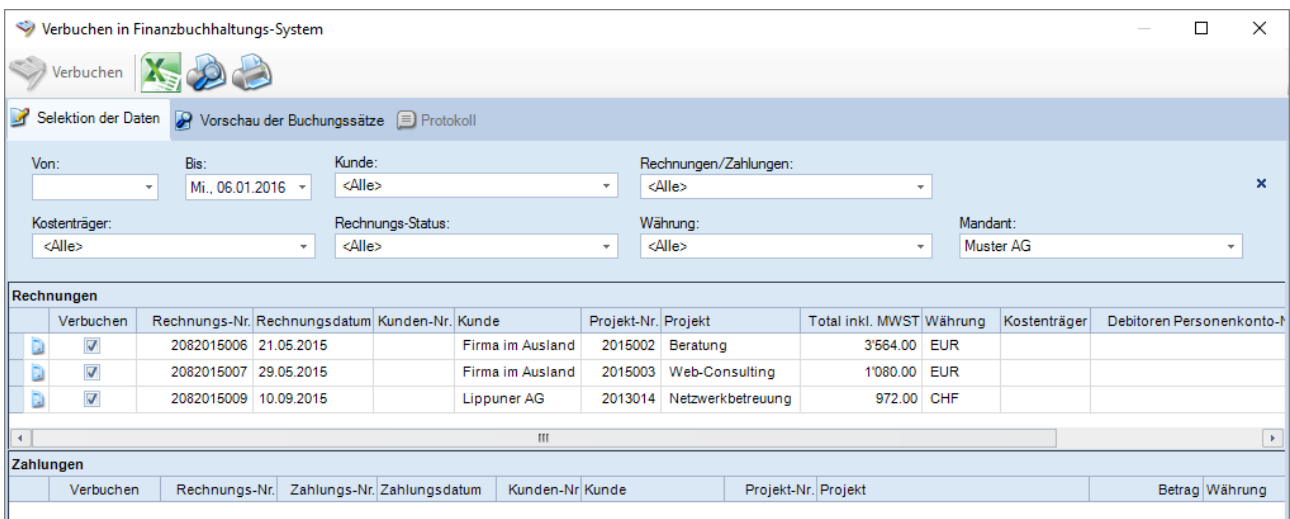 Verbuchen in Finanzbuchhaltungs-System
Verbuchen
Selektion der Daten Vorschau der Buchungssätze Protokoll
Von: Bis: Kunde: Rechnungen/Zahlungen:
Mi., 06.01.2016 <Alle> <Alle>
Kostenträger: Rechnungs-Status: Währung: Mandant:
<Alle> <Alle> <Alle> Muster AG
Rechnungen
Verbuchen Rechnungs-Nr. Rechnungsdatum Kunden-Nr. Kunde Projekt-Nr. Projekt Total inkl. MWST Währung Kostenträger Debitoren Personenkonto-N
2082015006 21.05.2015 Firma im Ausland 2015002 Beratung 3'564.00 EUR
2082015007 29.05.2015 Firma im Ausland 2015003 Web-Consulting 1'080.00 EUR
2082015009 10.09.2015 Lippuner AG 2013014 Netzwerkbetreuung 972.00 CHF
Zahlungen
Verbuchen Rechnungs-Nr. Zahlungs-Nr. Zahlungsdatum Kunden-Nr Kunde Projekt-Nr. Projekt Betrag Währung